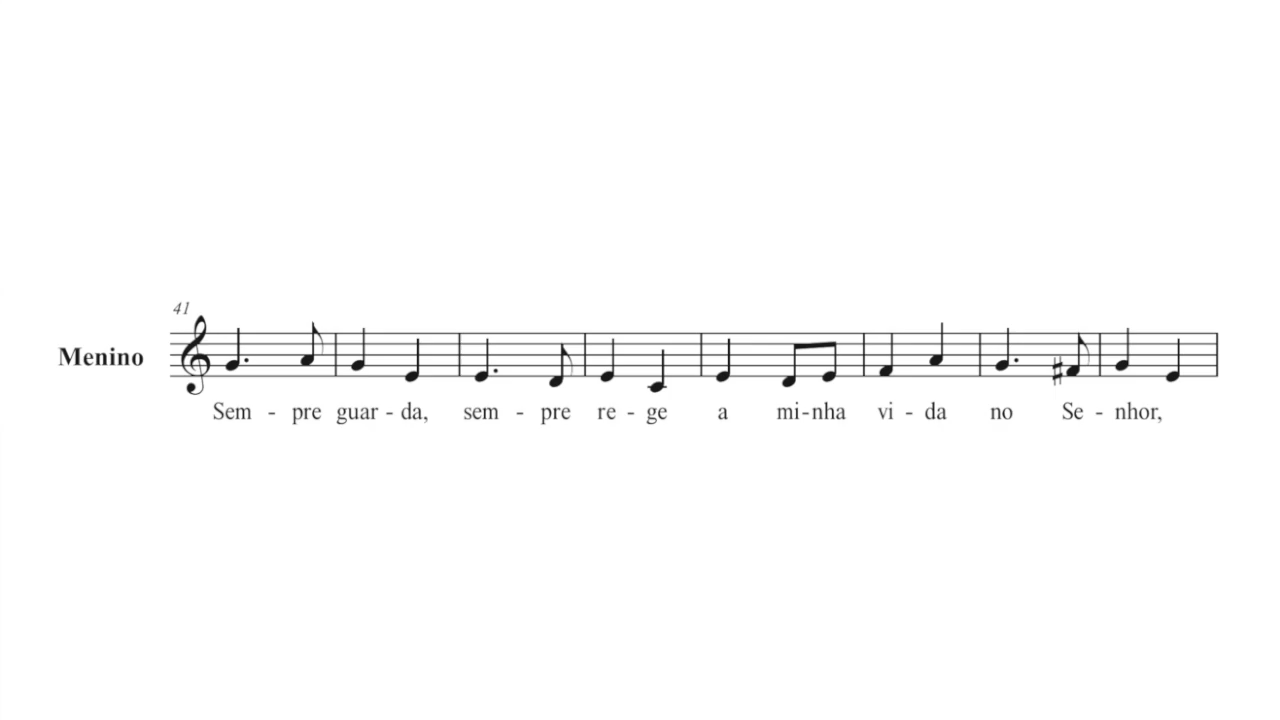 41
Menino
Sem - pre guar - da, sem - pre re - ge a mi - nha vi - da no Se - nhor,